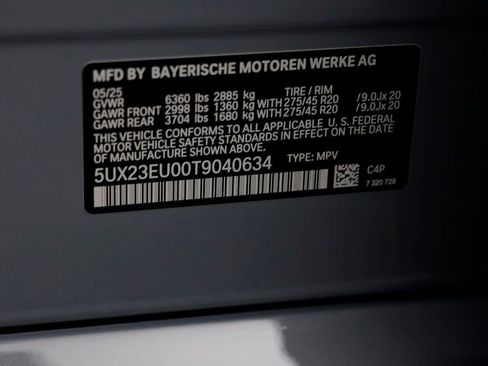 MFD BY BAYERISCHE MOTOREN WERKE AG
05/25 TIRE / RIM
GVWR 6360 lbs 2885 kg
GAWR FRONT 2998 lbs 1360 kg WITH 275/45 R20 / 9.0Jx 20
GAWR REAR 3704 lbs 1680 kg WITH 275/45 R20 / 9.0Jx 20
THIS VEHICLE CONFORMS TO ALL APPLICABLE U. S. FEDERAL
MOTOR VEHICLE SAFETY STANDARDS IN EFFECT ON THE DATE
OF MANUFACTURE SHOWN ABOVE.
5UX23EU00T9040634 TYPE: MPV
C4P
7 320 729